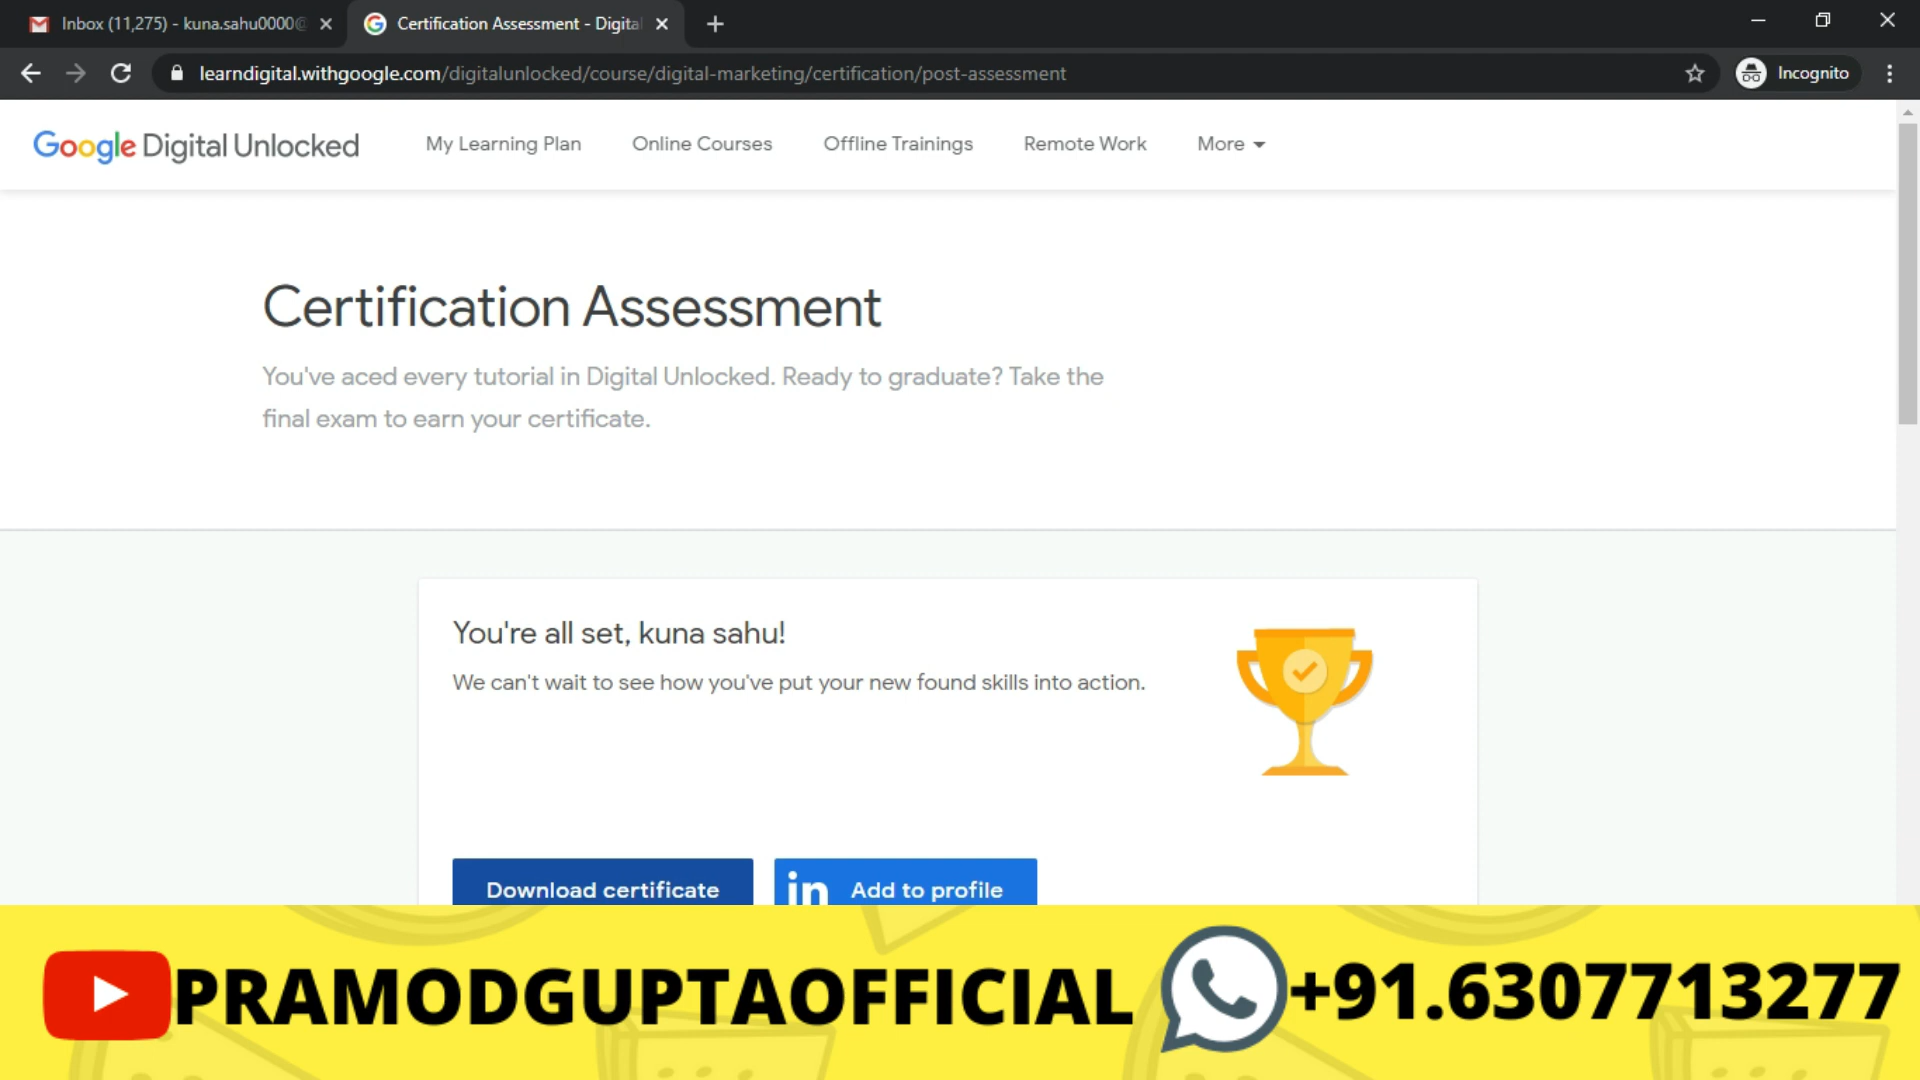 Inbox (11,275) - kuna.sahu0000@
Certification Assessment - Digital
learndigital.withgoogle.com/digitalunlocked/course/digital-marketing/certification/post-assessment
Incognito
Google Digital Unlocked
My Learning Plan
Online Courses
Offline Trainings
Remote Work
More
Certification Assessment
You've aced every tutorial in Digital Unlocked. Ready to graduate? Take the
final exam to earn your certificate.
You're all set, kuna sahu!
We can't wait to see how you've put your new found skills into action.
Download certificate
in Add to profile
PRAMODGUPTAOFFICIAL
+91.6307713277